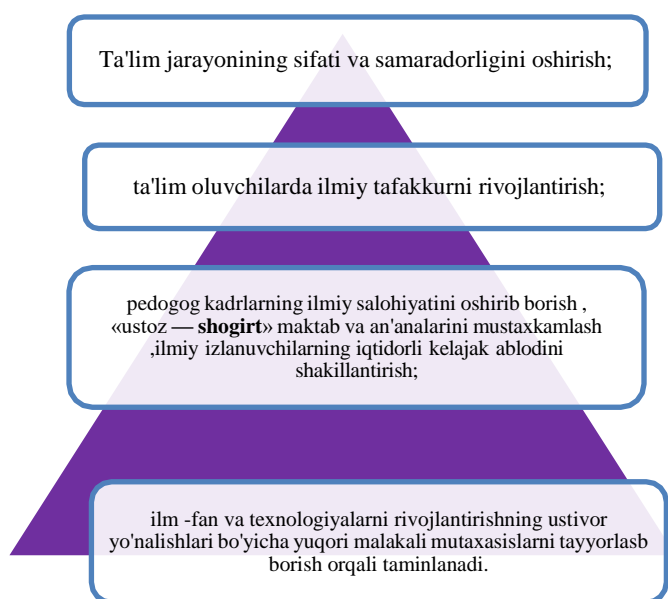 Ta'lim jarayonining sifati va samaradorligini oshirish;
ta'lim oluvchilarda ilmiy tafakkurni rivojlantirish;
pedogog kadrlarning ilmiy salohiyatini oshirib borish ,
«ustoz — shogirt» maktab va an'analarini mustaxkamlash
,ilmiy izlanuvchilarning iqtidorli kelajak ablodini
shakillantirish;
ilm -fan va texnologiyalarni rivojlantirishning ustivor
yo'nalishlari bo'yicha yuqori malakali mutaxasislarni tayyorlasb
borish orqali taminlanadi.